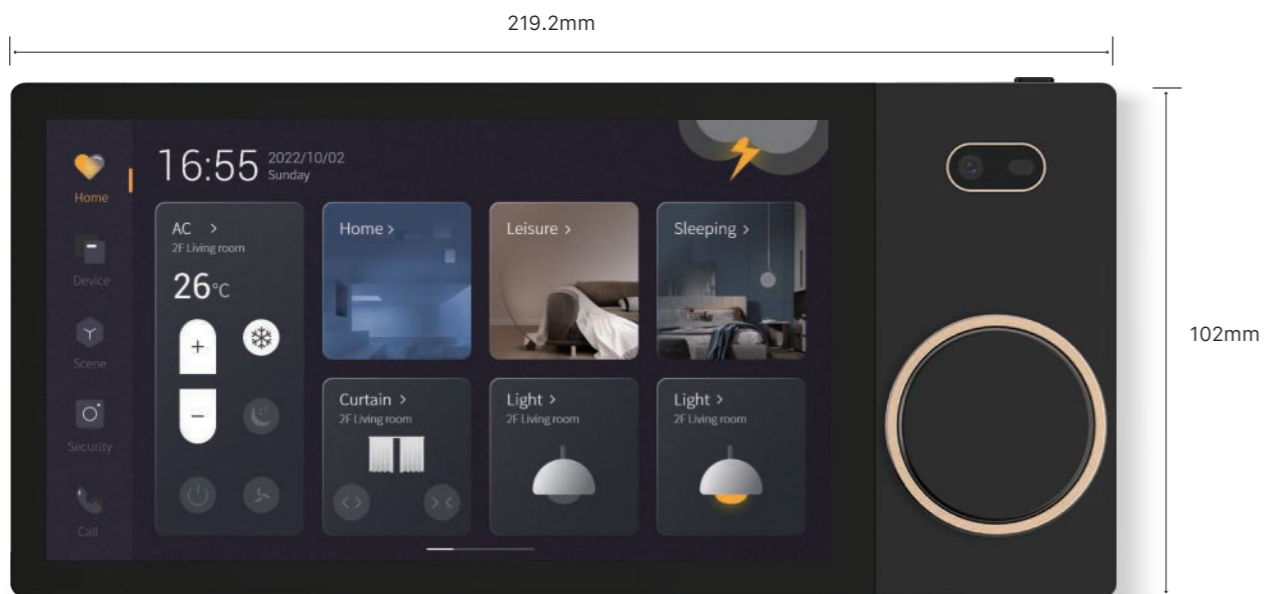 219.2mm
16:55
2022/10/02
Sunday
Home
Device
Scene
Security
Call
AC >
2F Living room
26°C
+
−
Home >
Leisure >
Sleeping >
Curtain >
2F Living room
< >
> <
Light >
2F Living room
Light >
2F Living room
102mm